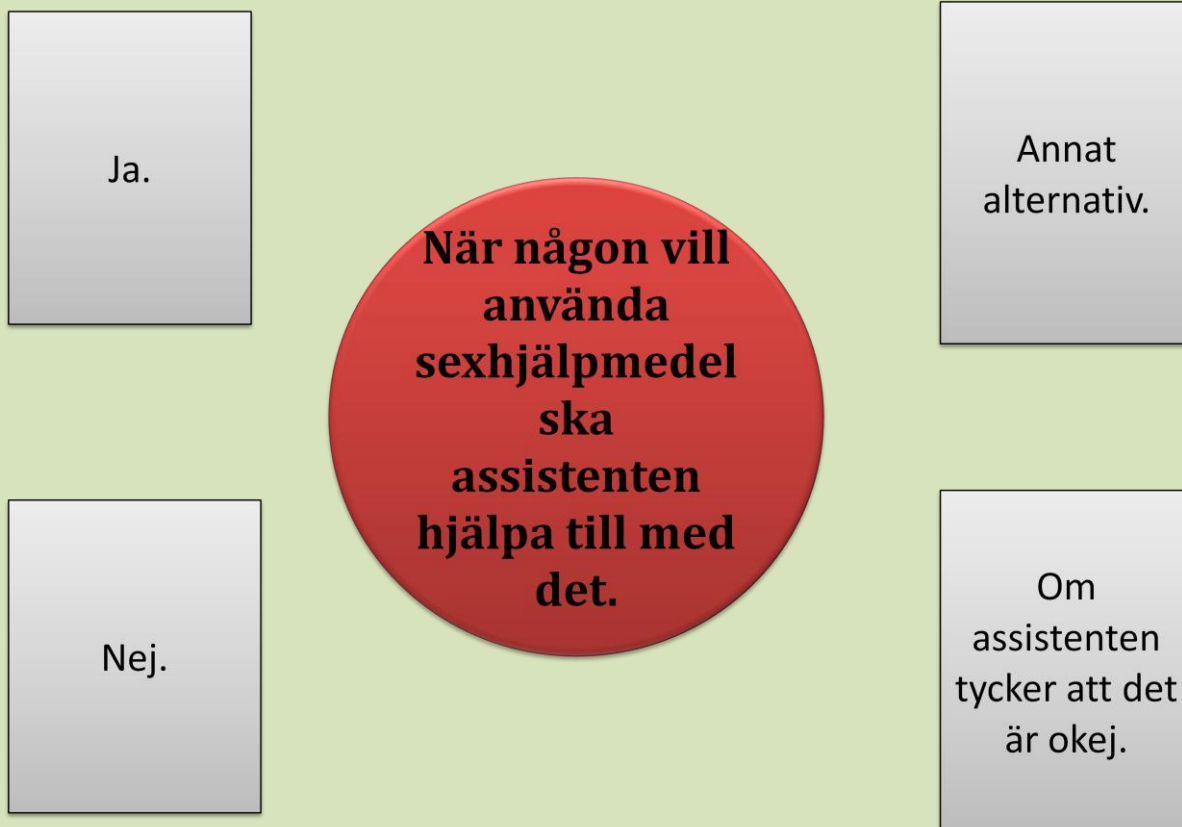 Ja.
Annat
alternativ.
När någon vill
använda
sexhjälpmedel
ska
assistenten
hjälpa till med
det.
Nej.
Om
assistenten
tycker att det
är okej.